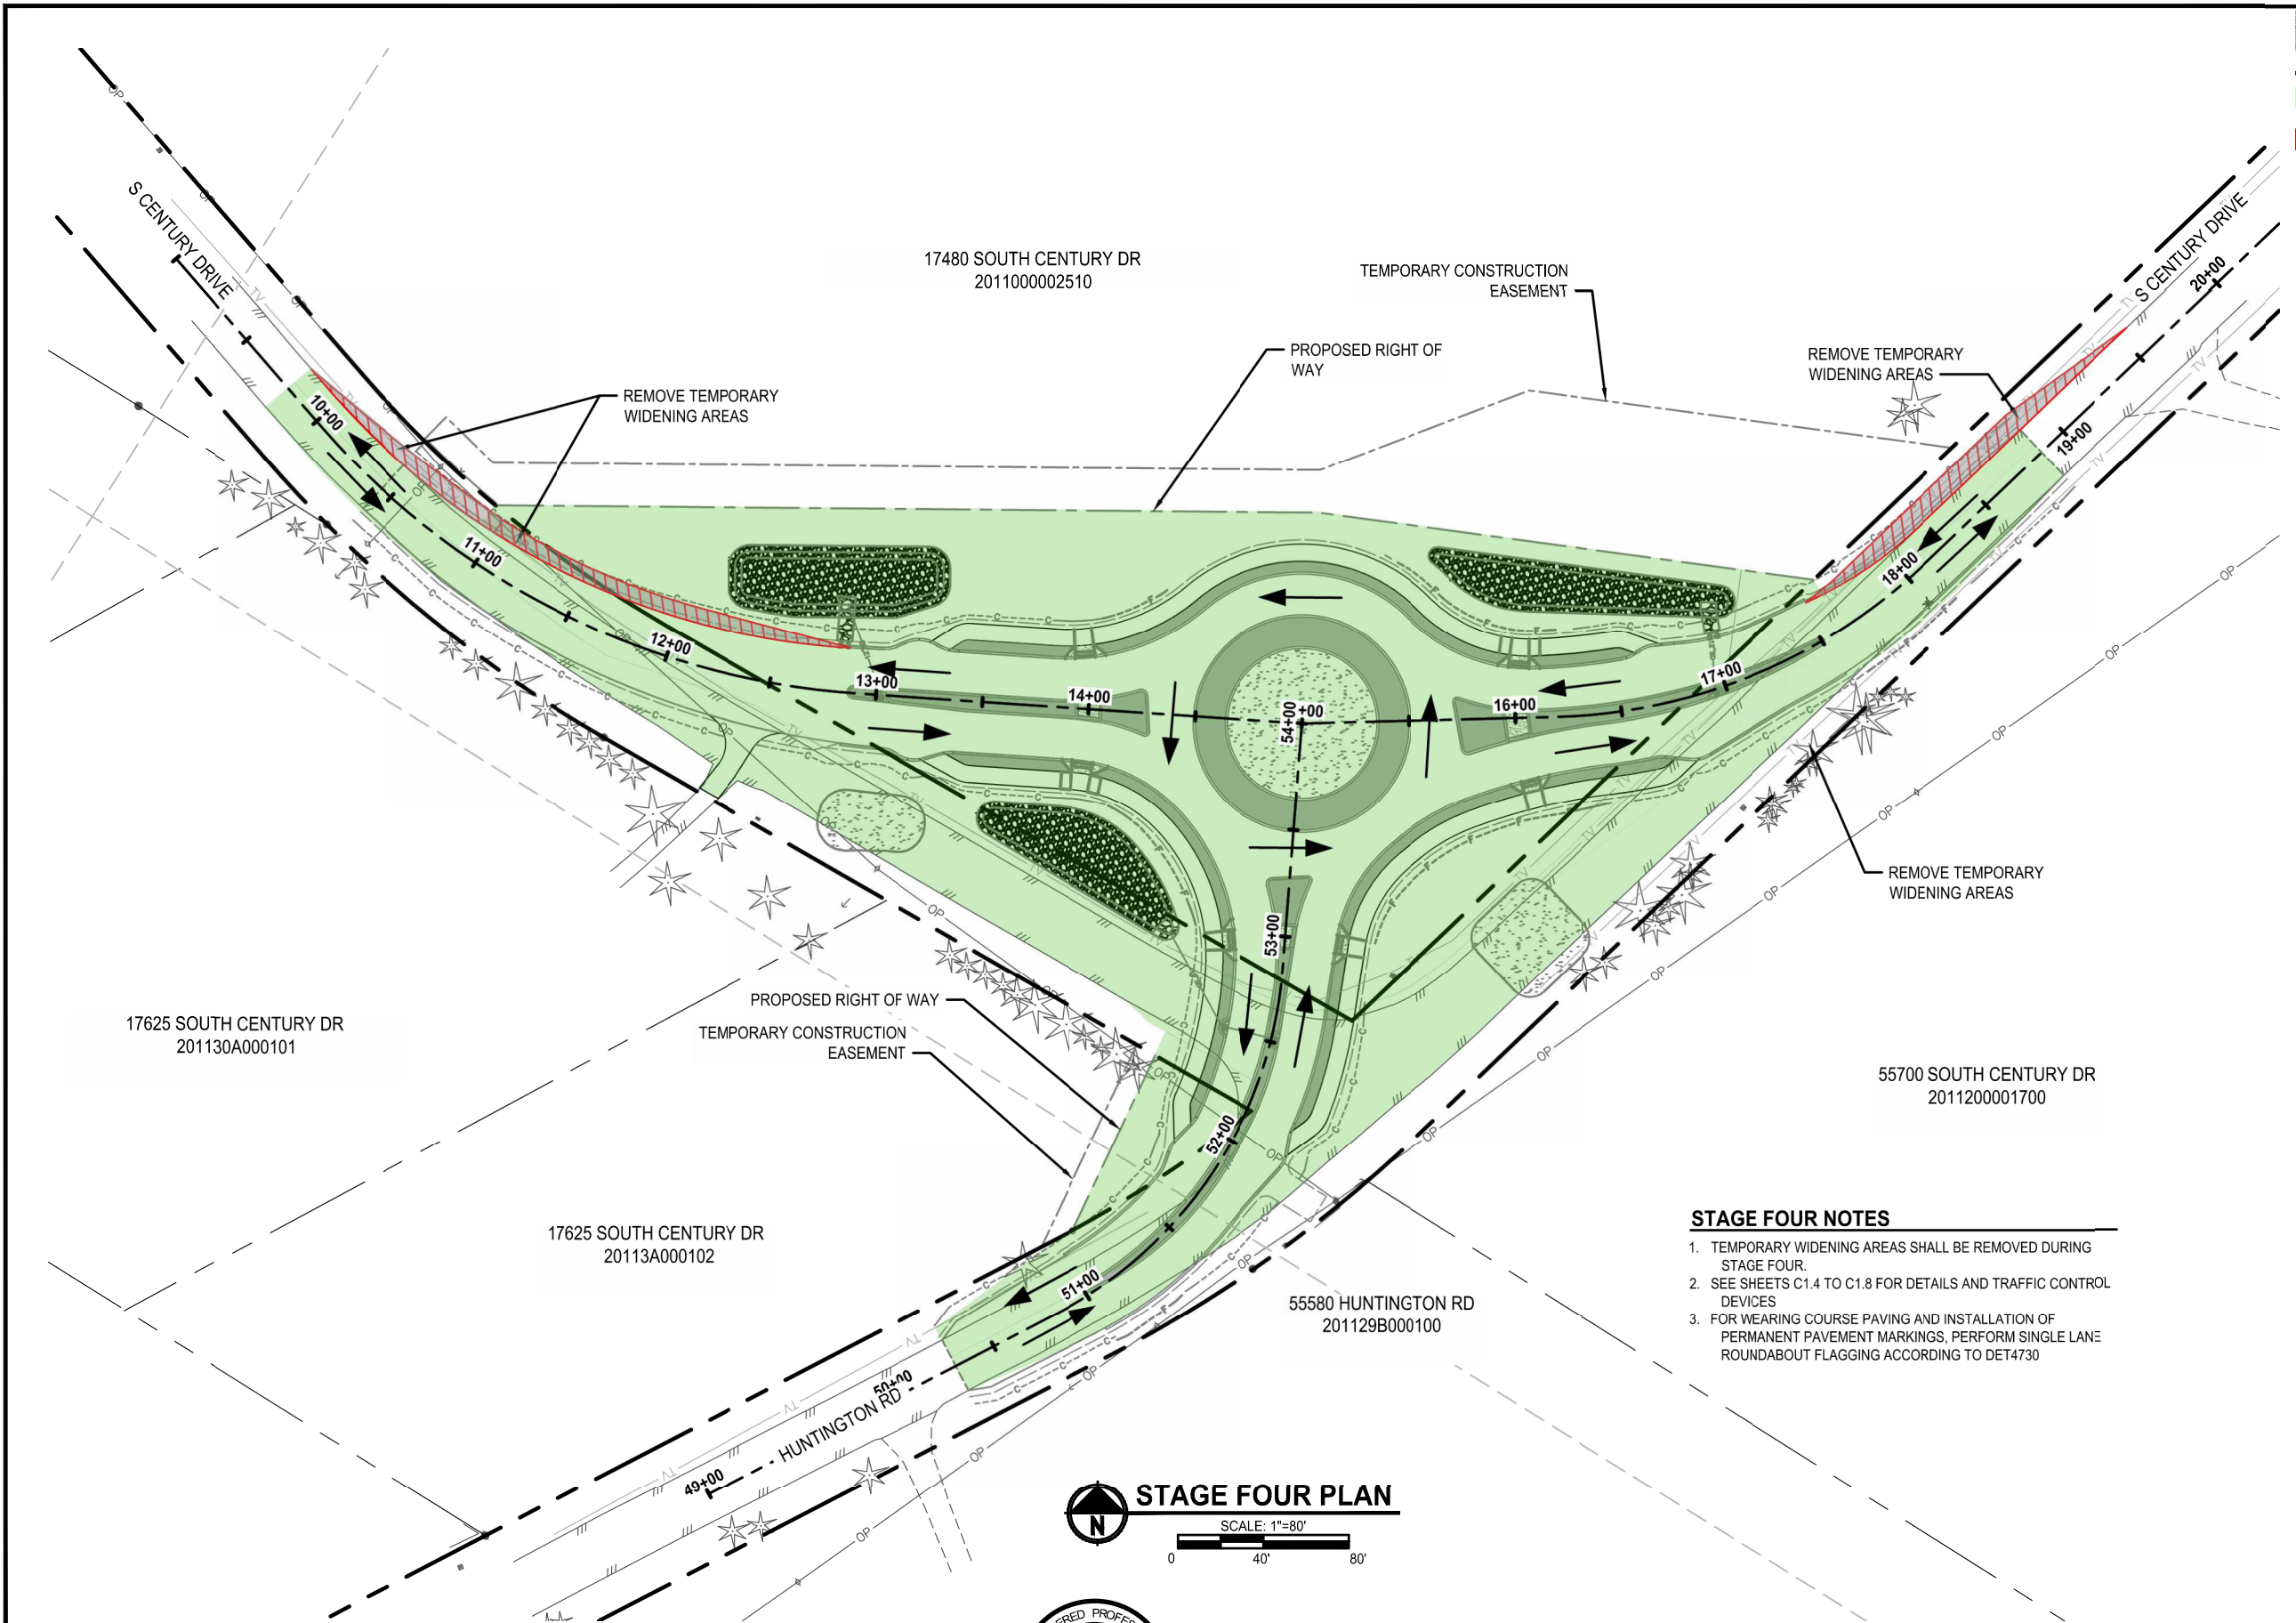 S CENTURY DRIVE
17480 SOUTH CENTURY DR
2011000002510
TEMPORARY CONSTRUCTION
EASEMENT
PROPOSED RIGHT OF
WAY
S CENTURY DRIVE
20+00
REMOVE TEMPORARY
WIDENING AREAS
REMOVE TEMPORARY
WIDENING AREAS
10+00
11+00
12+00
13+00
14+00
54+00
+00
16+00
17+00
18+00
19+00
REMOVE TEMPORARY
WIDENING AREAS
53+00
52+00
51+00
50+00
49+00
HUNTINGTON RD
PROPOSED RIGHT OF WAY
TEMPORARY CONSTRUCTION
EASEMENT
17625 SOUTH CENTURY DR
201130A000101
17625 SOUTH CENTURY DR
20113A000102
55700 SOUTH CENTURY DR
2011200001700
55580 HUNTINGTON RD
201129B000100
STAGE FOUR NOTES
1. TEMPORARY WIDENING AREAS SHALL BE REMOVED DURING
STAGE FOUR.
2. SEE SHEETS C1.4 TO C1.8 FOR DETAILS AND TRAFFIC CONTROL
DEVICES
3. FOR WEARING COURSE PAVING AND INSTALLATION OF
PERMANENT PAVEMENT MARKINGS, PERFORM SINGLE LANE
ROUNDABOUT FLAGGING ACCORDING TO DET4730
N
STAGE FOUR PLAN
SCALE: 1"=80'
0 40' 80'